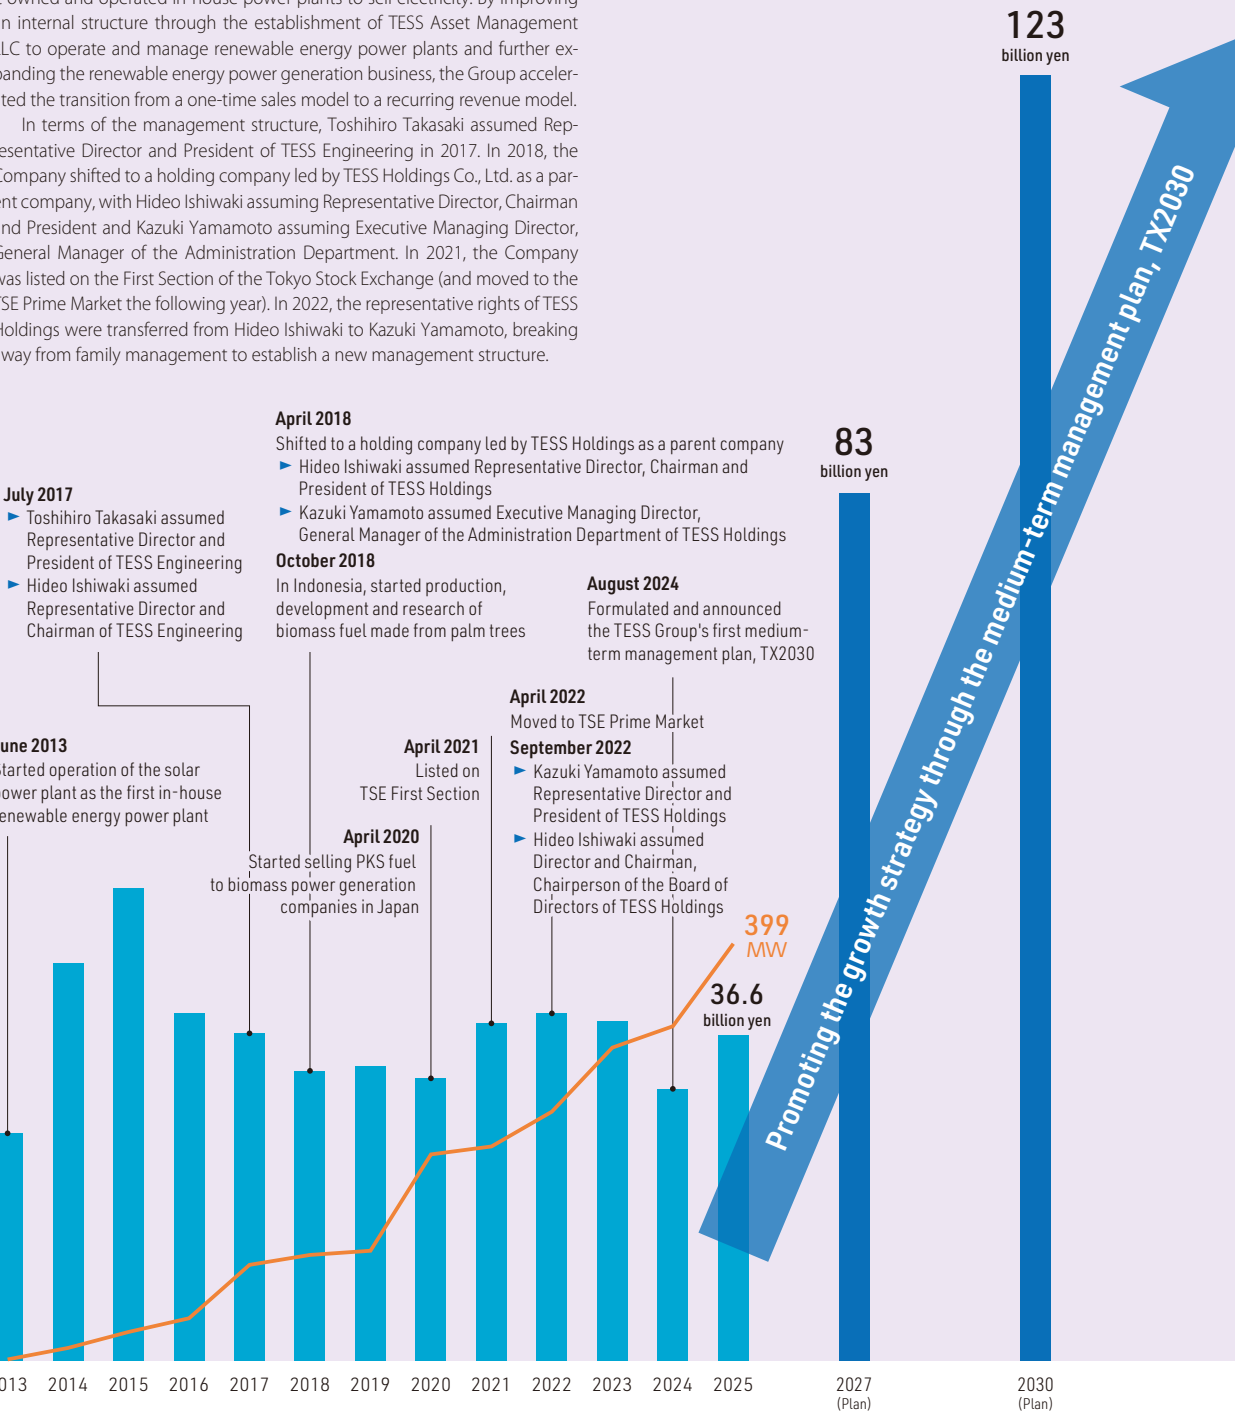 owned and operated in-house power plants to sell electricity. By improving
n internal structure through the establishment of TESS Asset Management
LLC to operate and manage renewable energy power plants and further ex-
panding the renewable energy power generation business, the Group acceler-
ted the transition from a one-time sales model to a recurring revenue model.
In terms of the management structure, Toshihiro Takasaki assumed Rep-
resentative Director and President of TESS Engineering in 2017. In 2018, the
Company shifted to a holding company led by TESS Holdings Co., Ltd. as a par-
ent company, with Hideo Ishiwaki assuming Representative Director, Chairman
nd President and Kazuki Yamamoto assuming Executive Managing Director,
General Manager of the Administration Department. In 2021, the Company
was listed on the First Section of the Tokyo Stock Exchange (and moved to the
TSE Prime Market the following year). In 2022, the representative rights of TESS
Holdings were transferred from Hideo Ishiwaki to Kazuki Yamamoto, breaking
way from family management to establish a new management structure.
123
billion yen
83
billion yen
Promoting the growth strategy through the medium-term management plan, TX2030
April 2018
Shifted to a holding company led by TESS Holdings as a parent company
► Hideo Ishiwaki assumed Representative Director, Chairman and
President of TESS Holdings
► Kazuki Yamamoto assumed Executive Managing Director,
General Manager of the Administration Department of TESS Holdings
July 2017
► Toshihiro Takasaki assumed
Representative Director and
President of TESS Engineering
► Hideo Ishiwaki assumed
Representative Director and
Chairman of TESS Engineering
October 2018
In Indonesia, started production,
development and research of
biomass fuel made from palm trees
August 2024
Formulated and announced
the TESS Group's first medium-
term management plan, TX2030
April 2022
Moved to TSE Prime Market
September 2022
► Kazuki Yamamoto assumed
Representative Director and
President of TESS Holdings
► Hideo Ishiwaki assumed
Director and Chairman,
Chairperson of the Board of
Directors of TESS Holdings
April 2021
Listed on
TSE First Section
June 2013
Started operation of the solar
power plant as the first in-house
renewable energy power plant
April 2020
Started selling PKS fuel
to biomass power generation
companies in Japan
399
MW
36.6
billion yen
2013 2014 2015 2016 2017 2018 2019 2020 2021 2022 2023 2024 2025 2027 2030
(Plan) (Plan)